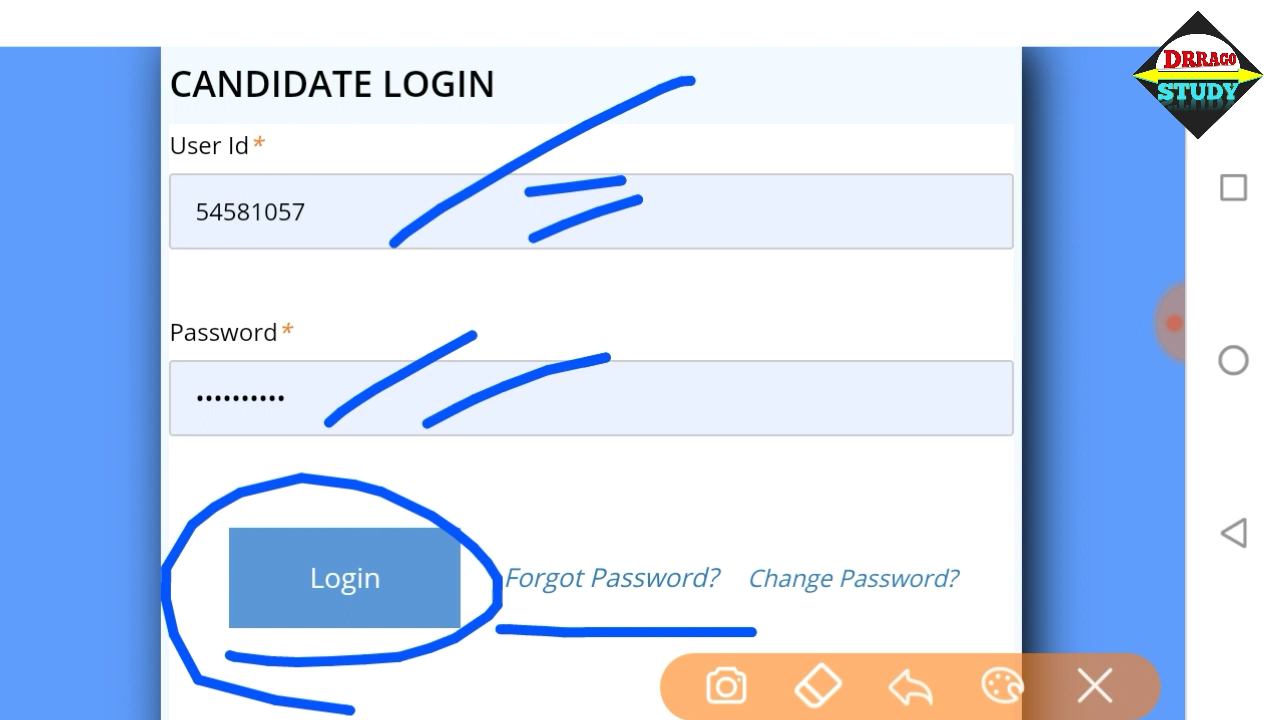 CANDIDATE LOGIN
DRRAGO
STUDY
User Id*
54581057
Password*
••••••••••
Login
Forgot Password?
Change Password?